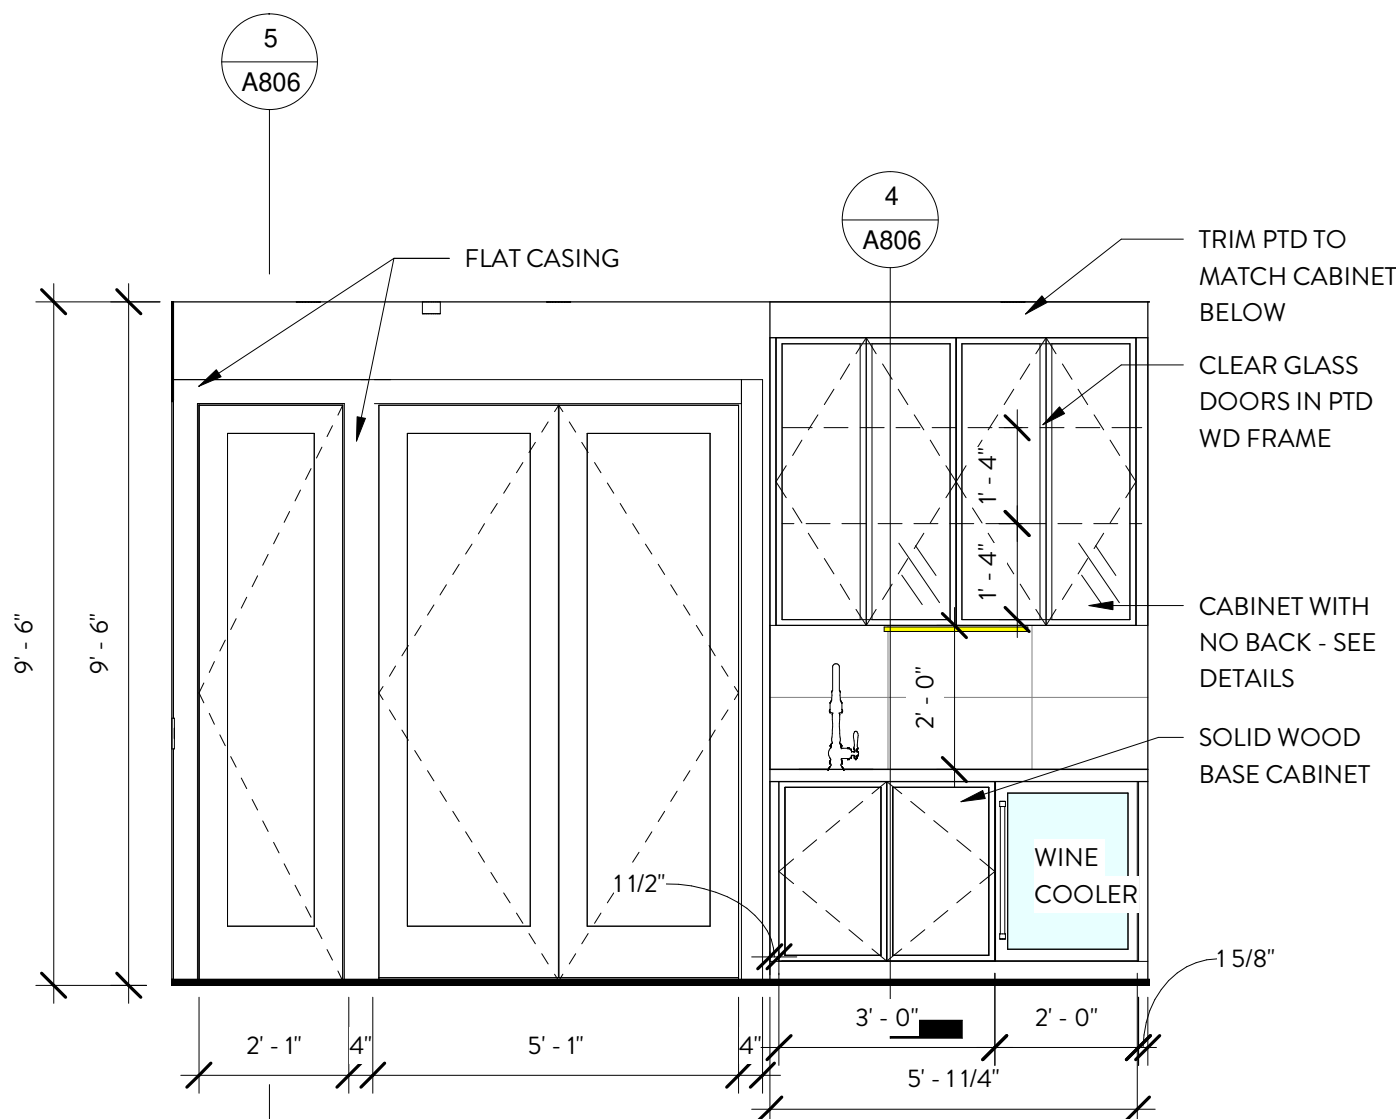 5
A806
4
A806
FLAT CASING
TRIM PTD TO
MATCH CABINET
BELOW
CLEAR GLASS
DOORS IN PTD
WD FRAME
1' - 4"
1' - 4"
9' - 6"
9' - 6"
CABINET WITH
NO BACK - SEE
DETAILS
2' - 0"
SOLID WOOD
BASE CABINET
WINE
COOLER
1 1/2"
1 5/8"
3' - 0"
2' - 0"
2' - 1"
4"
5' - 1"
4"
5' - 1 1/4"